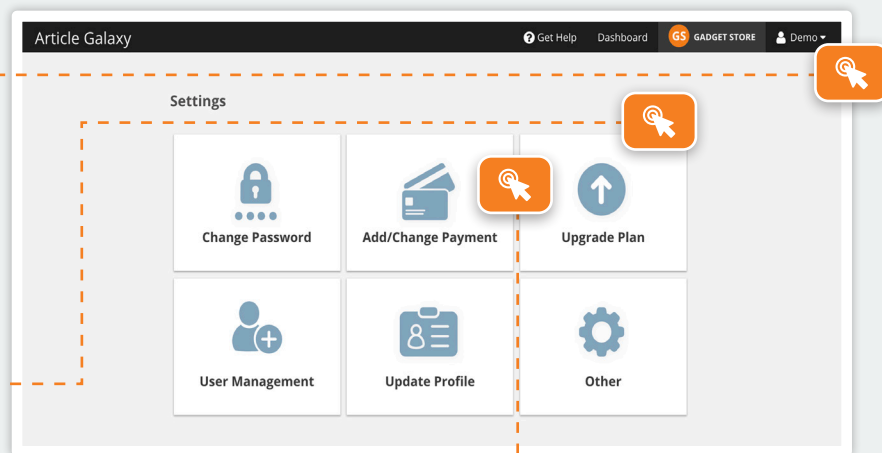 Article Galaxy
Get Help
Dashboard
GS GADGET STORE
Demo
Settings
Change Password
Add/Change Payment
Upgrade Plan
User Management
Update Profile
Other